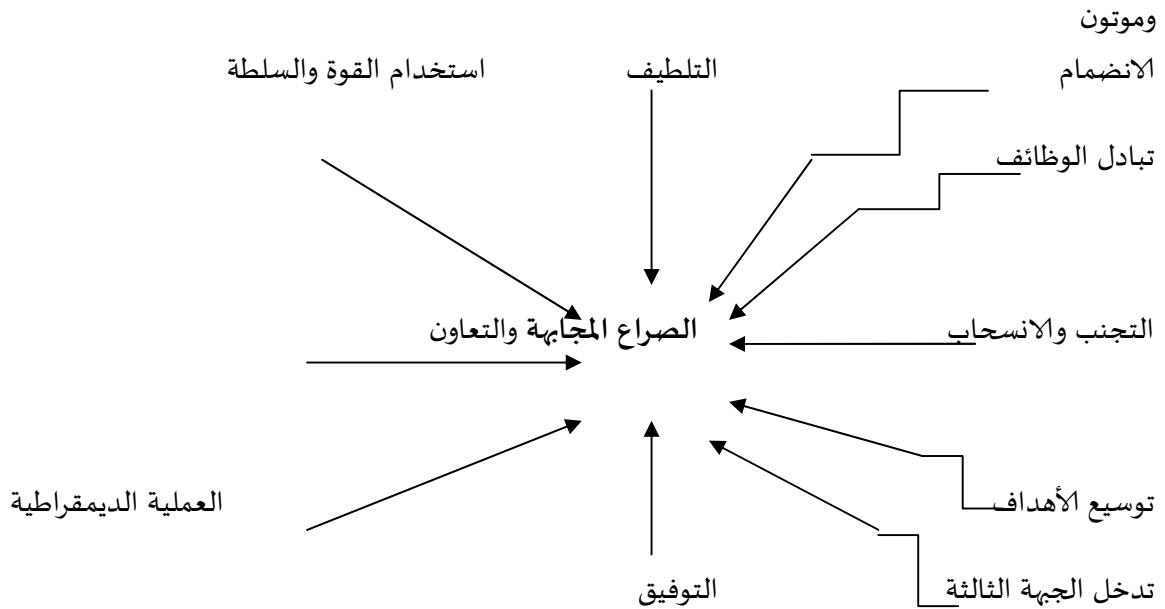 وموتون
الانضمام التلطيف استخدام القوة والسلطة
تبادل الوظائف
التجنب والانسحاب الصراع المجابهة والتعاون
توسيع الأهداف العملية الديمقراطية
تدخل الجبهة الثالثة التوفيق